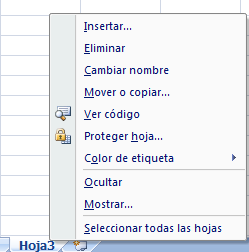 Insertar...
Eliminar
Cambiar nombre
Mover o copiar...
Ver código
Proteger hoja...
Color de etiqueta
Ocultar
Mostrar...
Seleccionar todas las hojas
Hoja3